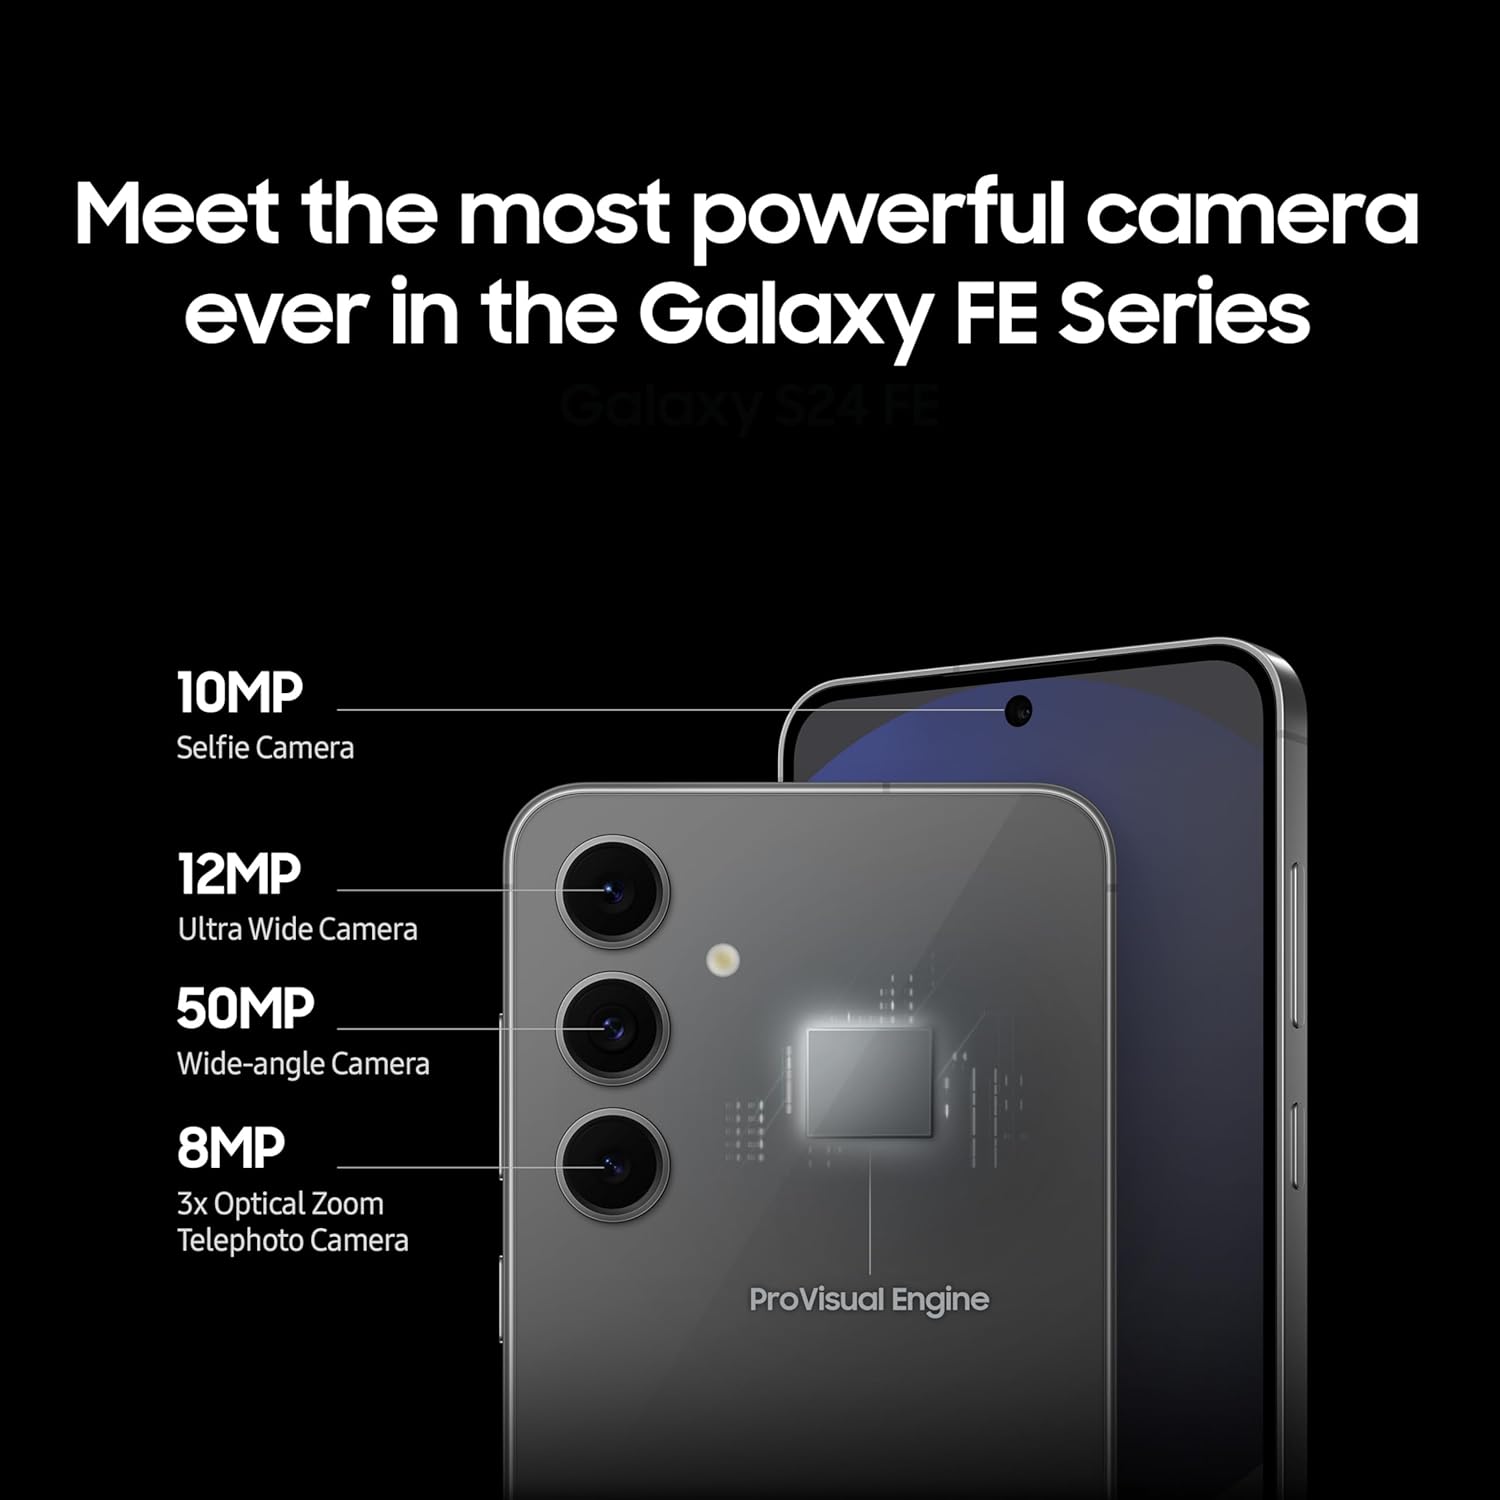 Meet the most powerful camera
ever in the Galaxy FE Series
Galaxy S24 FE
10MP
Selfie Camera
12MP
Ultra Wide Camera
50MP
Wide-angle Camera
8MP
3x Optical Zoom
Telephoto Camera
ProVisual Engine